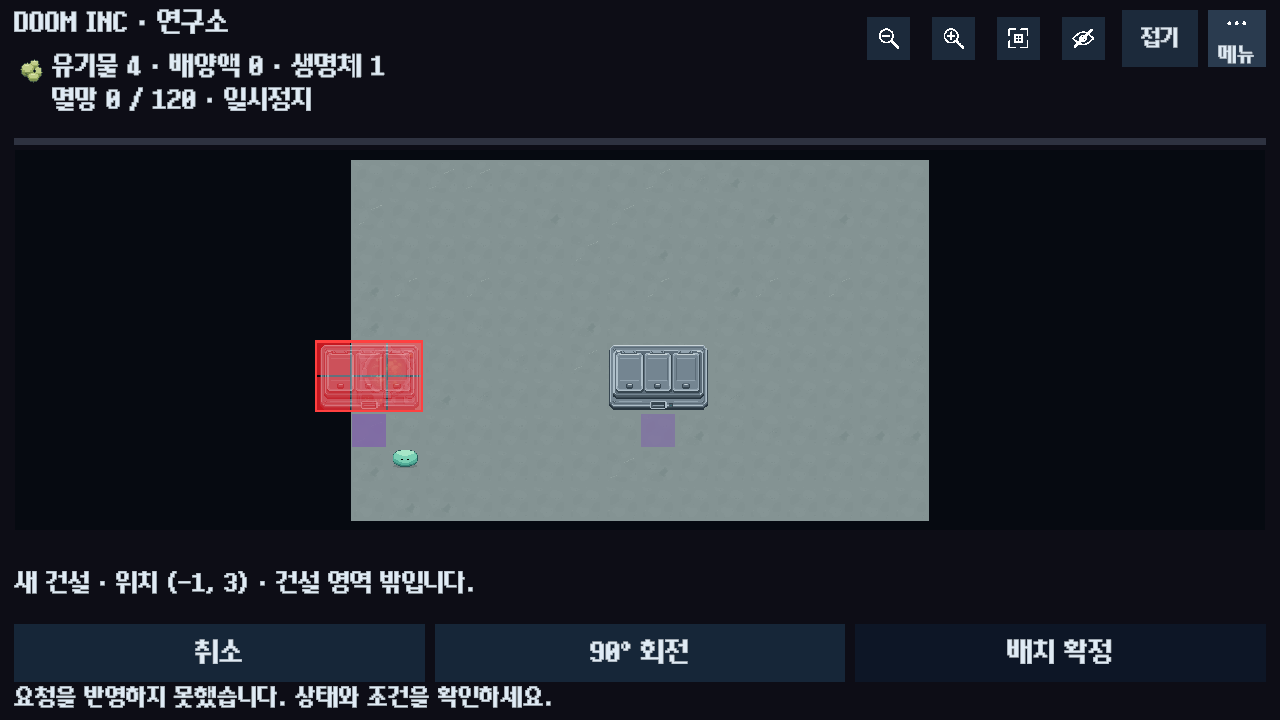 DOOM INC · 연구소
유기물 4 · 배양액 0 · 생명체 1
멸망 0 / 120 · 일시정지
접기
메뉴
새 건설 · 위치 (-1, 3) · 건설 영역 밖입니다.
취소
90° 회전
배치 확정
요청을 반영하지 못했습니다. 상태와 조건을 확인하세요.